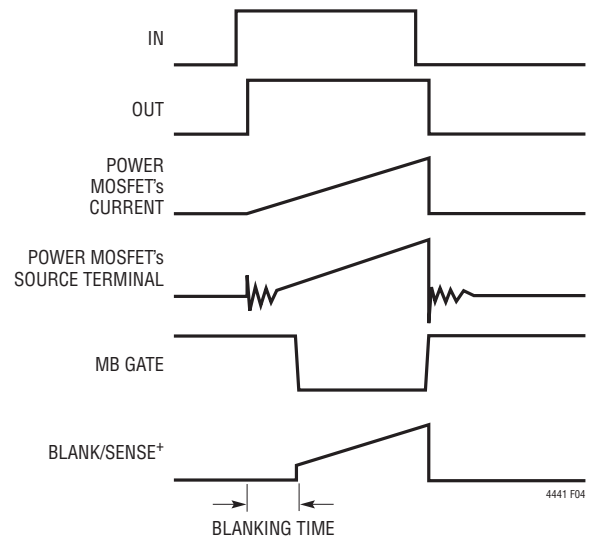 IN
OUT
POWER
MOSFET's
CURRENT
POWER MOSFET's
SOURCE TERMINAL
MB GATE
BLANK/SENSE+
4441 F04
BLANKING TIME